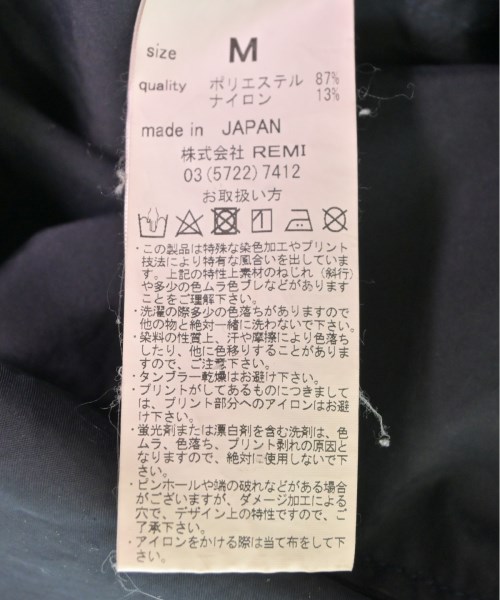 size M
quality ポリエステル 87%
ナイロン 13%
made in JAPAN
株式会社 REMI
03(5722)7412
お取扱い方
・この製品は特殊な染色加工やプリント
技法により特有な風合いを出していま
す。上記の特性上素材のねじれ（斜行）
や多少の色ムラ色ブレなどがあります
ことをご理解下さい。
・洗濯の際多少の色落ちがありますので
他の物と絶対一緒に洗わないで下さい。
・染料の性質上、汗や摩擦により色落ち
したり、他に色移りすることがありま
すので、ご注意下さい。
・タンブラー乾燥はお避け下さい。
・プリントがしてあるものにつきまして
は、プリント部分へのアイロンはお避
け下さい。
・蛍光剤または漂白剤を含む洗剤は、色
ムラ、色落ち、プリント剥れの原因と
なりますので、絶対に使用しないで下
さい。
・ピンホールや端の破れなどがある場合
がございますが、ダメージ加工による
穴で、デザイン上の特性ですので、ご
了承下さい。
・アイロンをかける際は当て布をして下
さい。